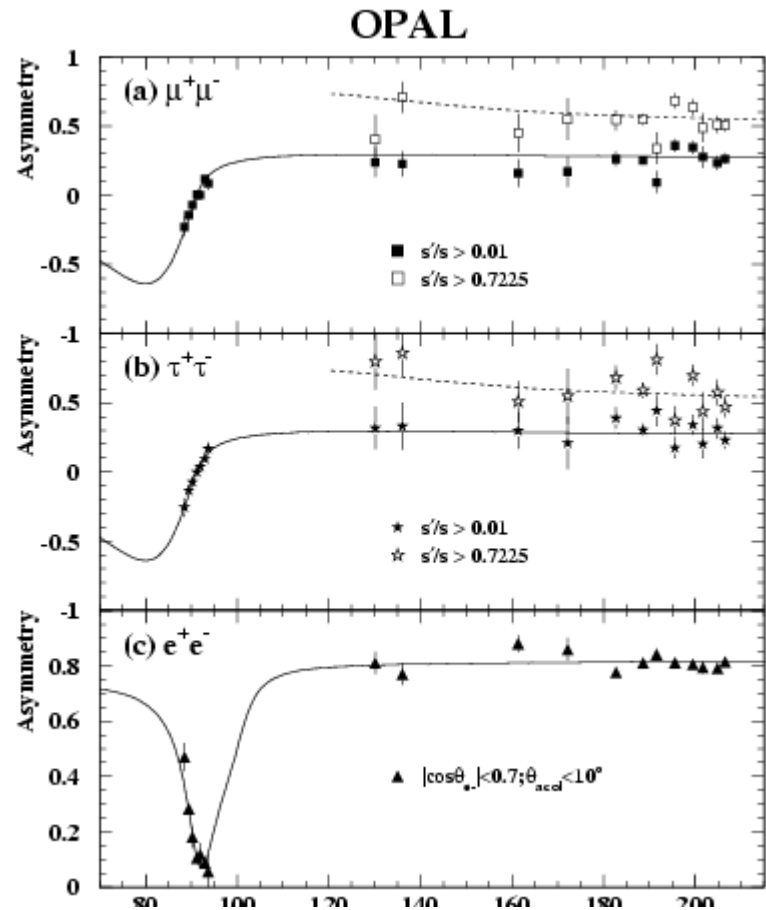 OPAL
Asymmetry
1
0.5
0
-0.5
-1
(a) μ⁺μ⁻
■ s′/s > 0.01
□ s′/s > 0.7225
Asymmetry
0.5
0
-0.5
-1
(b) τ⁺τ⁻
★ s′/s > 0.01
☆ s′/s > 0.7225
Asymmetry
0.8
0.6
0.4
0.2
0
(c) e⁺e⁻
▲ |cosθₑ₋|<0.7;θₐcₒₗ<10°
80 100 120 140 160 180 200